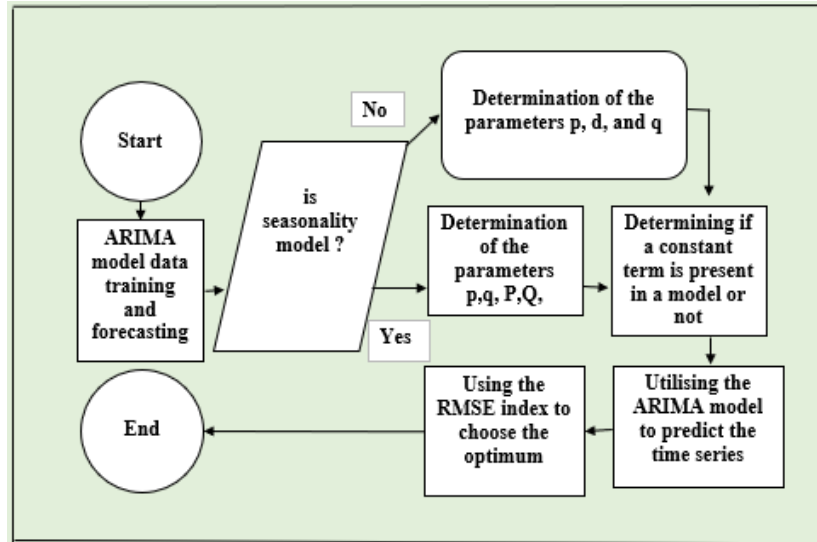 Start
ARIMA
model data
training
and
forecasting
is
seasonality
model ?
No
Determination of the
parameters p, d, and q
Yes
Determination
of the
parameters
p,q, P,Q,
Determining if
a constant
term is present
in a model or
not
Utilising the
ARIMA model
to predict the
time series
Using the
RMSE index to
choose the
optimum
End